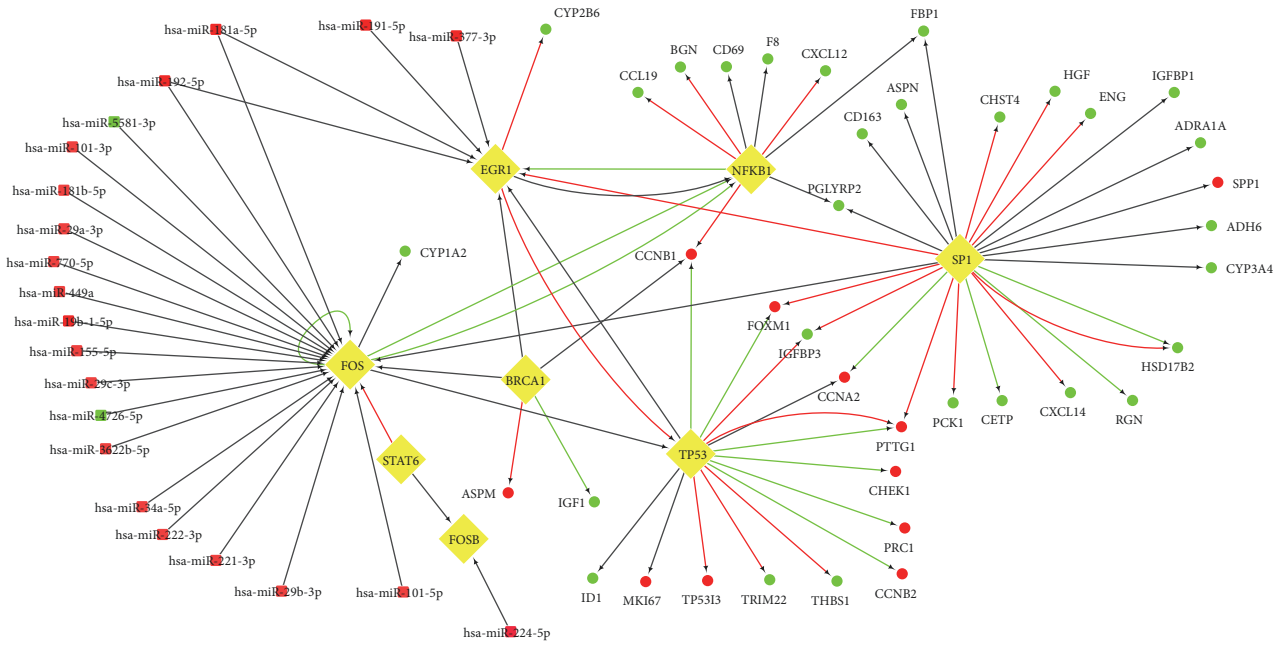 CYP2B6
FBP1
hsa-miR-181a-5p
hsa-miR-191-5p
hsa-miR-377-3p
BGN
CD69
F8
CXCL12
CCL19
hsa-miR-192-5p
ASPN
HGF
IGFBP1
CHST4
ENG
CD163
ADRA1A
hsa-miR-5581-3p
hsa-miR-101-3p
EGR1
NFKB1
PGLYRP2
SPP1
hsa-miR-181b-5p
hsa-miR-29a-3p
ADH6
CYP1A2
CCNB1
SP1
CYP3A4
hsa-miR-770-5p
hsa-miR-449a
hsa-miR-19b-1-5p
FOXM1
IGFBP3
hsa-miR-155-5p
FOS
BRCA1
HSD17B2
hsa-miR-29c-3p
CCNA2
hsa-miR-4726-5p
PCK1
CETP
CXCL14
RGN
hsa-miR-3622b-5p
PTTG1
STAT6
TP53
CHEK1
ASPM
IGF1
hsa-miR-34a-5p
hsa-miR-222-3p
FOSB
PRC1
hsa-miR-221-3p
hsa-miR-29b-3p
hsa-miR-101-5p
ID1
MKI67
TP53I3
TRIM22
THBS1
CCNB2
hsa-miR-224-5p